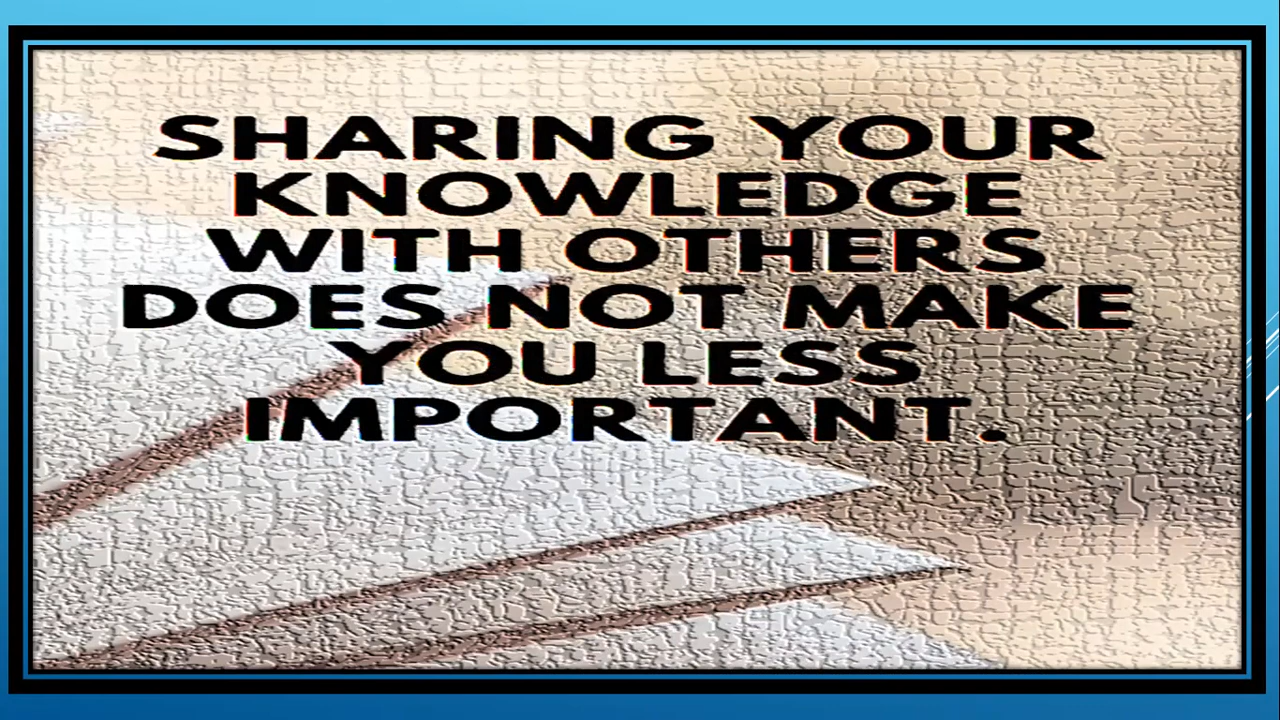 SHARING YOUR
KNOWLEDGE
WITH OTHERS
DOES NOT MAKE
YOU LESS
IMPORTANT.